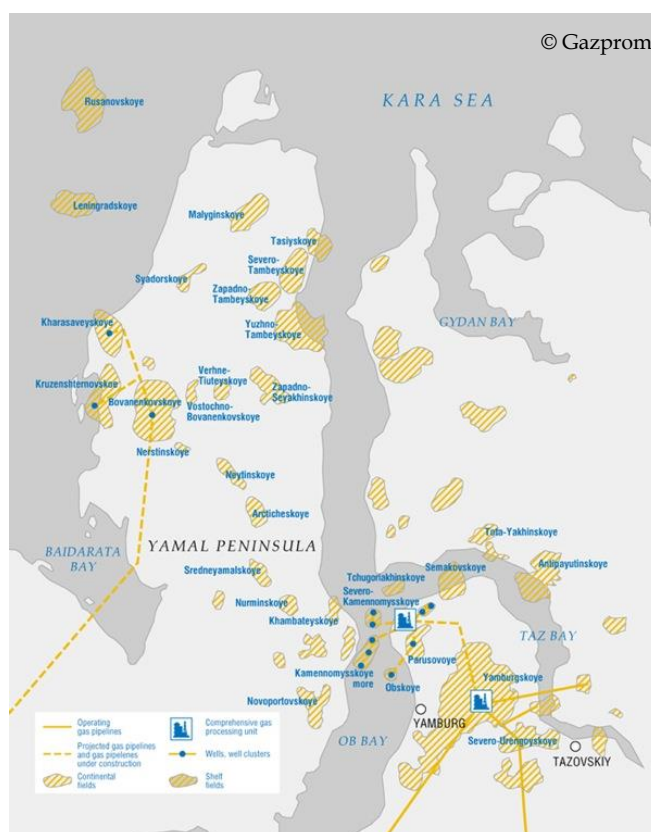 © Gazprom
KARA SEA
Rusanovskoye
Leningradskoye
Malyginskoye
Tasiyskoye
Severo-
Tambeyskoye
Syadorskoye
Zapadno-
Tambeyskoye
Kharasaveyskoye
Yuzhno-
Tambeyskoye
GYDAN BAY
Kruzenshternovskoe
Verhne-
Tiuteyskoye
Bovanenkovskoye
Zapadno-
Seyakhinskoye
Vostochno-
Bovanenkovskoye
Nerstinskoye
Neytinskoye
Arcticheskoye
YAMAL PENINSULA
BAIDARATA
BAY
Tota-Yakhinskoye
Antipayutinskoye
Semakovskoye
Sredneyamalskoye
Tchugoriakhinskoye
Severo-
Kamennomysskoye
Nurminskoye
Khambateyskoye
TAZ BAY
Parusovoye
Kamennomysskoye
more
Obskoye
Yamburgskoye
Novoportovskoye
YAMBURG
OB BAY
Severo-Urengoyskoye
TAZOVSKIY
Operating
gas pipelines
Comprehensive gas
processing unit
Projected gas pipelines
and gas pipelenes
under construction
Wells, well clusters
Continental
fields
Shelf
fields